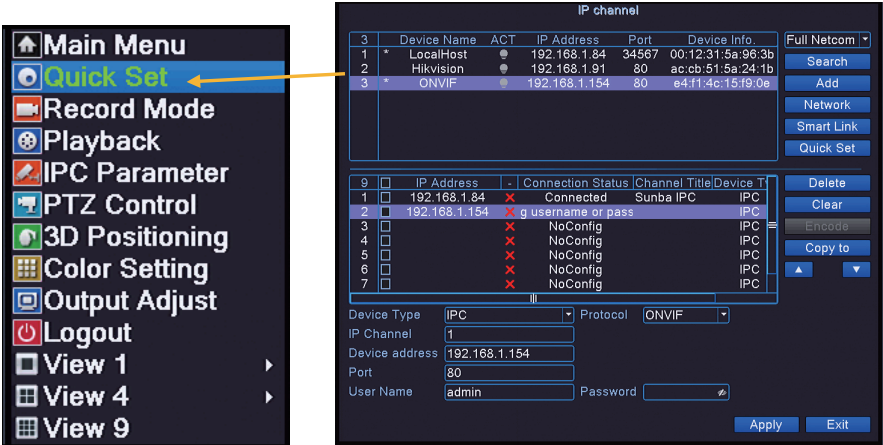 Main Menu
Quick Set
Record Mode
Playback
IPC Parameter
PTZ Control
3D Positioning
Color Setting
Output Adjust
Logout
View 1
View 4
View 9
IP channel
3 Device Name ACT IP Address Port Device Info.
1 * LocalHost 192.168.1.84 34567 00:12:31:5a:96:3b
2 Hikvision 192.168.1.91 80 ac:cb:51:5a:24:1b
3 * ONVIF 192.168.1.154 80 e4:f1:4c:15:f9:0e
Full Netcom
Search
Add
Network
Smart Link
Quick Set
9 IP Address - Connection Status Channel Title Device T
1 192.168.1.84 Connected Sunba IPC IPC
2 192.168.1.154 g username or pass IPC
3 NoConfig IPC
4 NoConfig IPC
5 NoConfig IPC
6 NoConfig IPC
7 NoConfig IPC
Delete
Clear
Encode
Copy to
Device Type IPC Protocol ONVIF
IP Channel 1
Device address 192.168.1.154
Port 80
User Name admin Password
Apply Exit